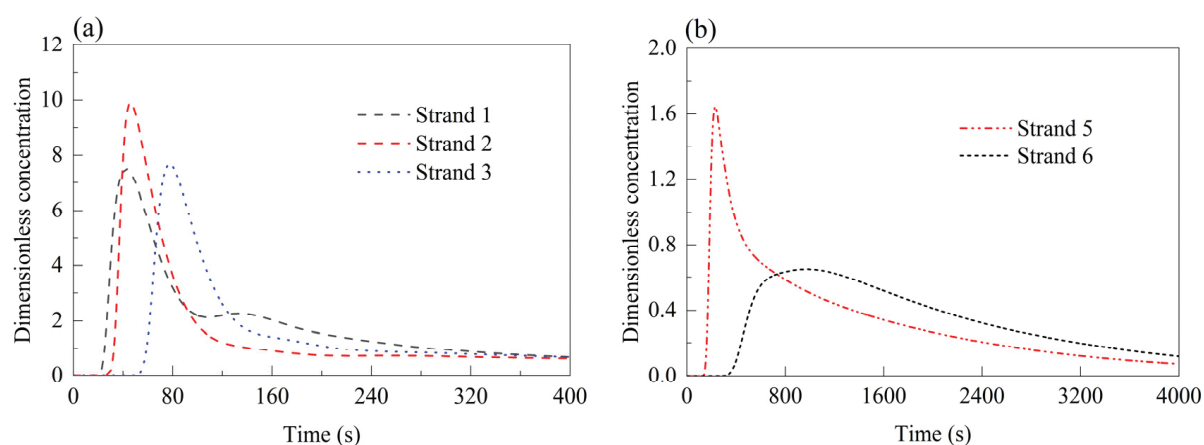 (a)
12
10
8
6
4
2
0
Dimensionless concentration
Strand 1
Strand 2
Strand 3
0 80 160 240 320 400
Time (s)
(b)
2.0
1.6
1.2
0.8
0.4
0.0
Dimensionless concentration
Strand 5
Strand 6
0 800 1600 2400 3200 4000
Time (s)